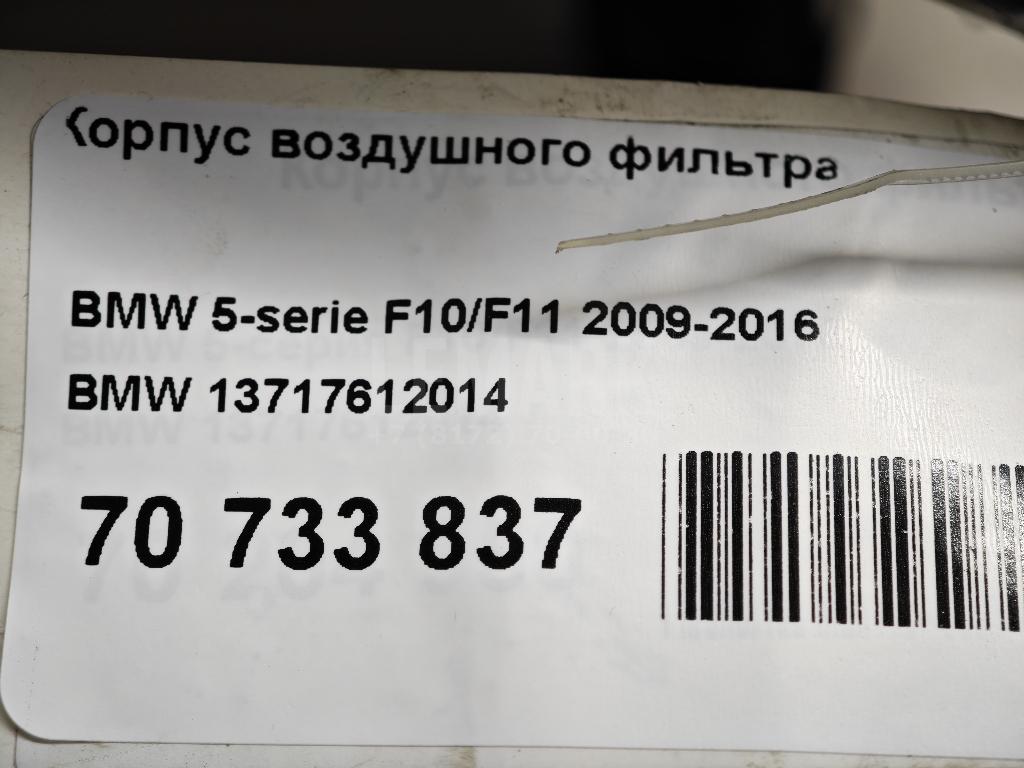 Корпус воздушного фильтра
BMW 5-serie F10/F11 2009-2016
BMW 13717612014
70 733 837